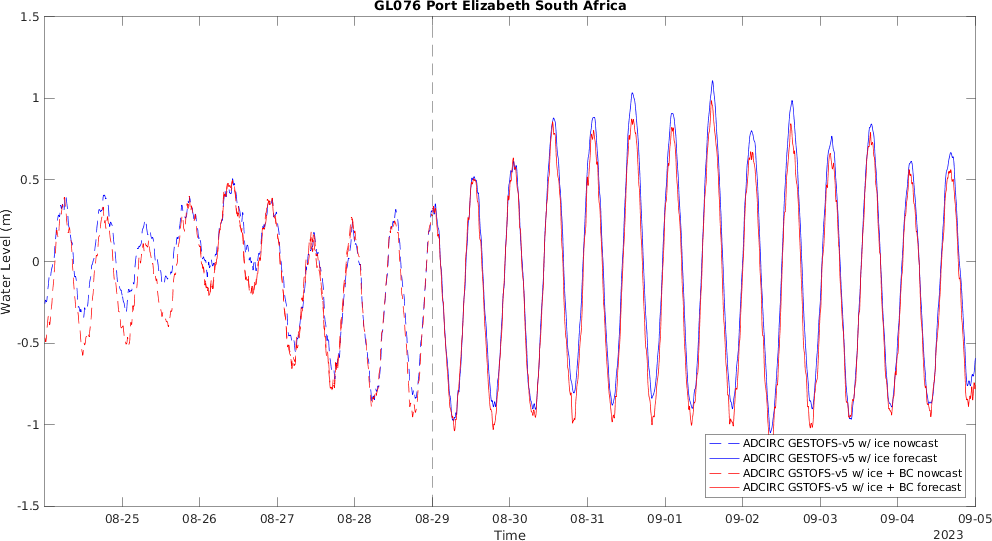 GL076 Port Elizabeth South Africa
1.5
1
0.5
0
-0.5
-1
-1.5
Water Level (m)
ADCIRC GESTOFS-v5 w/ ice nowcast
ADCIRC GESTOFS-v5 w/ ice forecast
ADCIRC GSTOFS-v5 w/ ice + BC nowcast
ADCIRC GSTOFS-v5 w/ ice + BC forecast
08-25 08-26 08-27 08-28 08-29 08-30 08-31 09-01 09-02 09-03 09-04 09-05
Time
2023